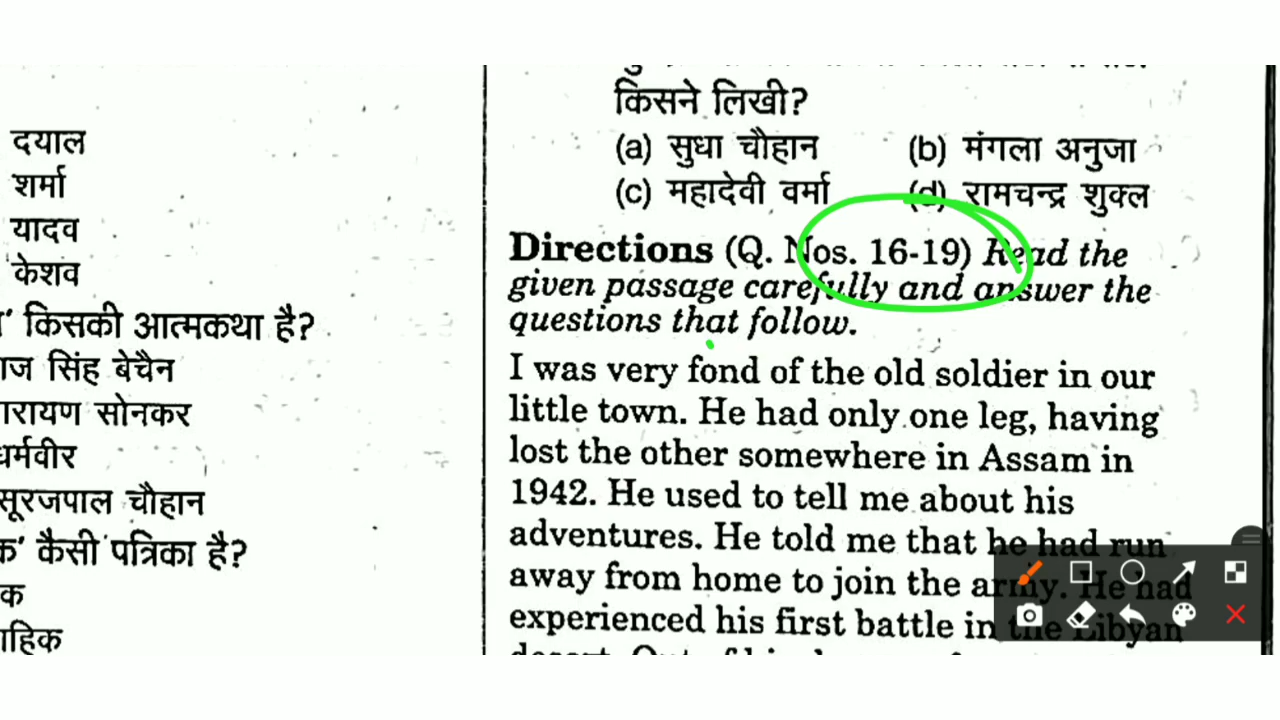 दयाल
शर्मा
यादव
केशव
किसकी आत्मकथा है?
सिंह बेचैन
सोनकर
धर्मवीर
सूरजपाल चौहान
कैसी पत्रिका है?
किसने लिखी?
(a) सुधा चौहान (b) मंगला अनुजा
(c) महादेवी वर्मा (d) रामचन्द्र शुक्ल
Directions (Q. Nos. 16-19) Read the
given passage carefully and answer the
questions that follow.
I was very fond of the old soldier in our
little town. He had only one leg, having
lost the other somewhere in Assam in
1942. He used to tell me about his
adventures. He told me that he had run
away from home to join the army. He had
experienced his first battle in the Libyan